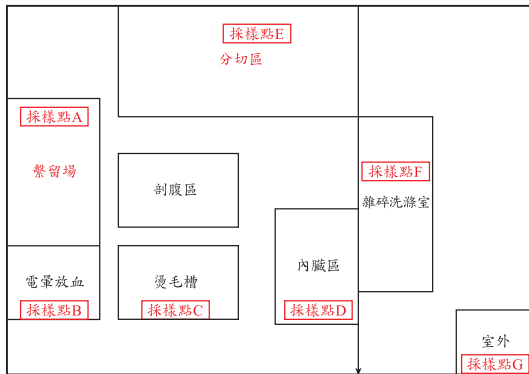 採樣點E
分切區
採樣點A
繫留場
採樣點F
雜碎洗滌室
剖腹區
電暈放血
採樣點B
燙毛槽
採樣點C
內臟區
採樣點D
室外
採樣點G